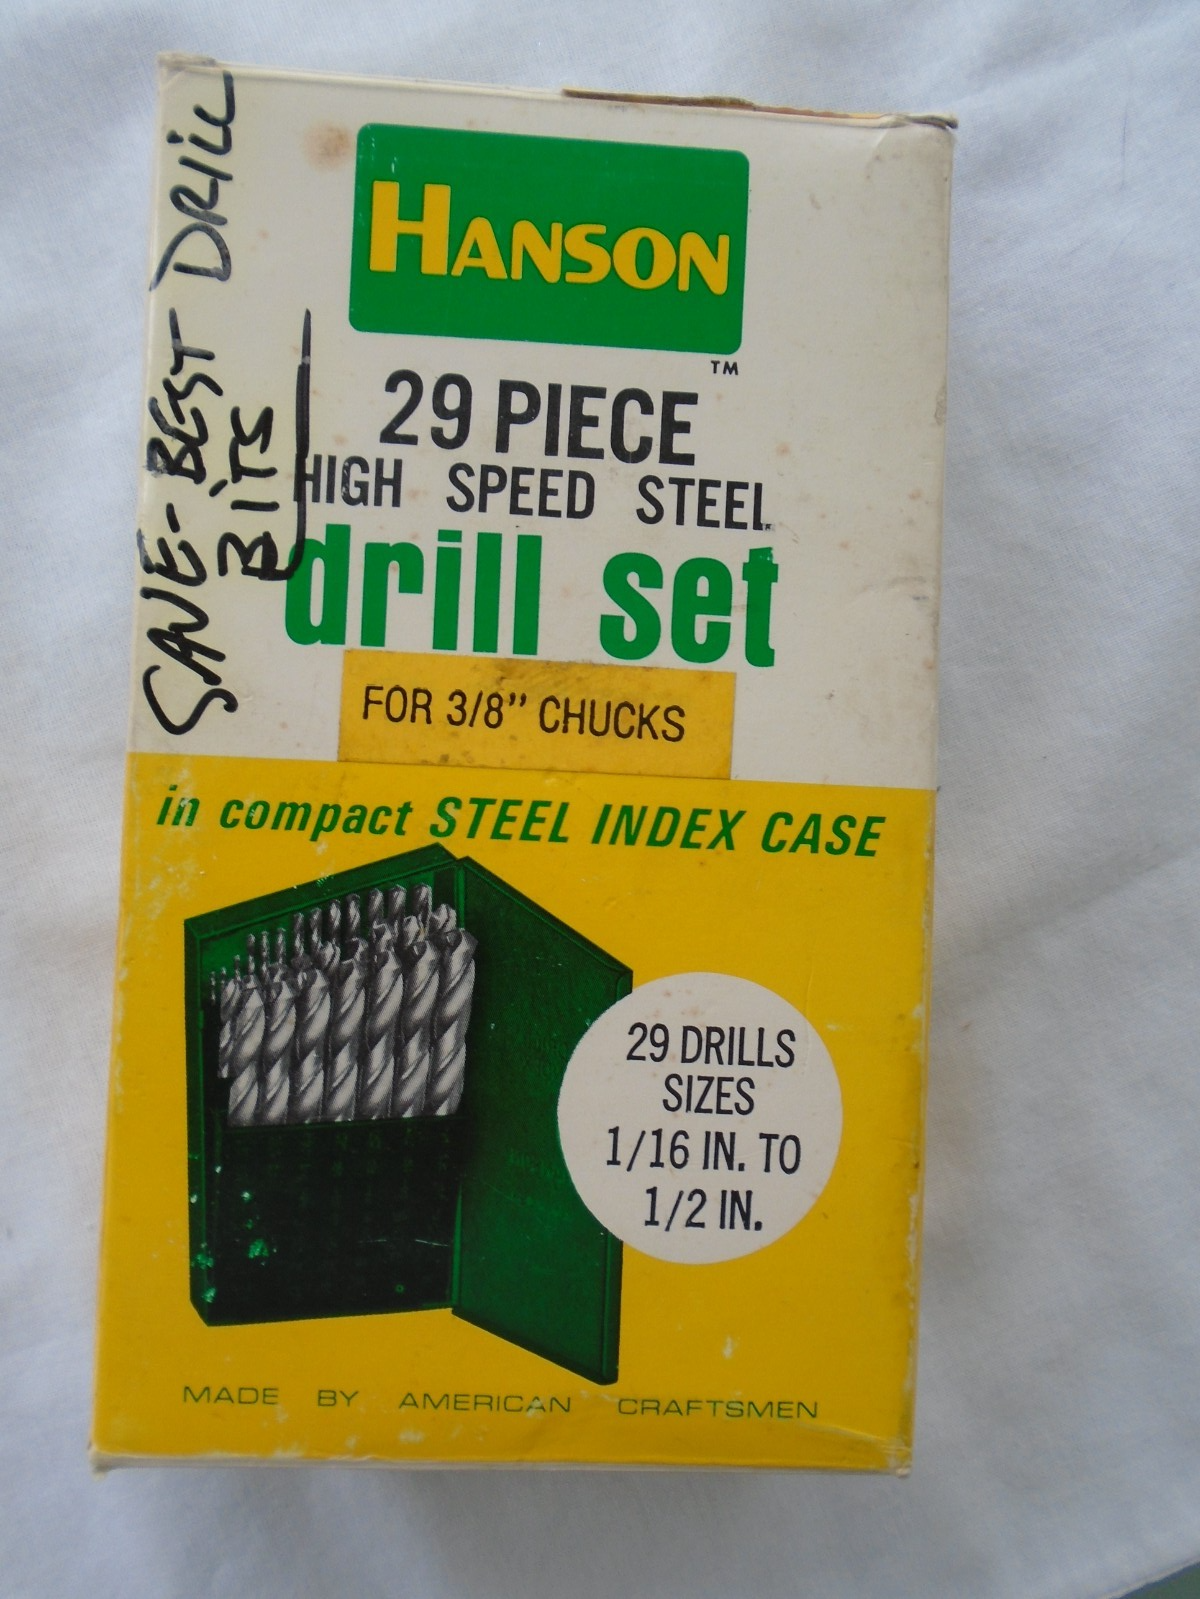 SAVE-BEST DRILL
BITS
HANSON
TM
29 PIECE
HIGH SPEED STEEL
drill set
FOR 3/8" CHUCKS
in compact STEEL INDEX CASE
29 DRILLS
SIZES
1/16 IN. TO
1/2 IN.
MADE BY AMERICAN CRAFTSMEN